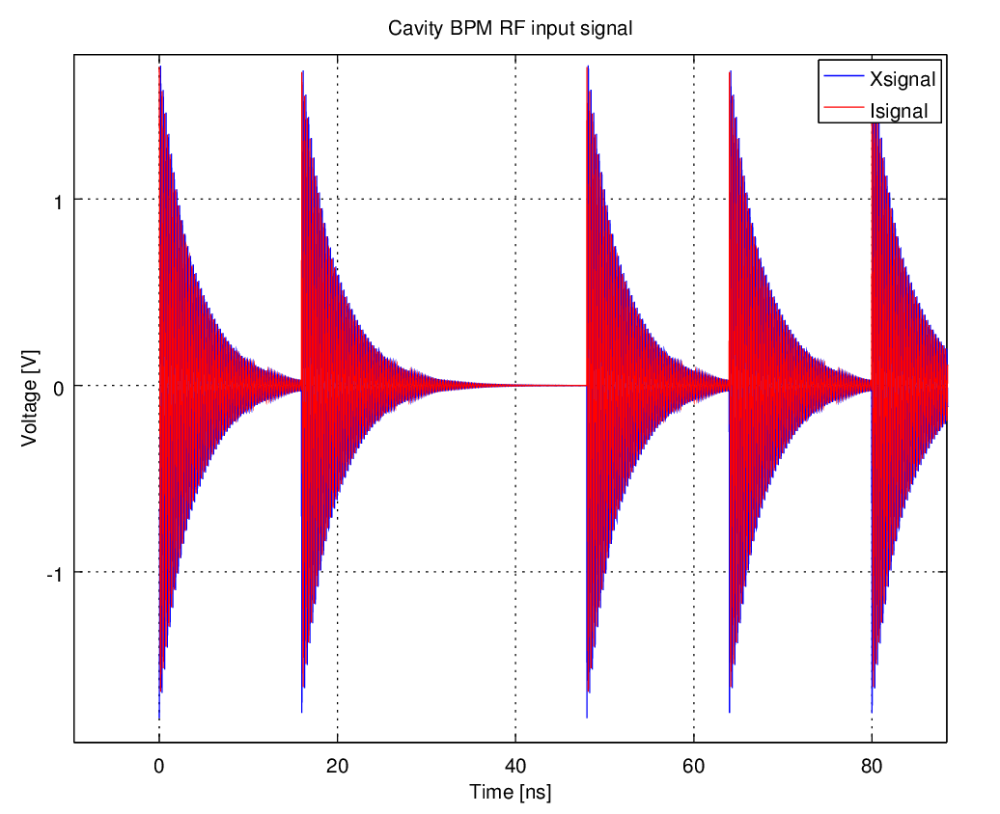 Cavity BPM RF input signal
Xsignal
Isignal
1
0
-1
Voltage [V]
0 20 40 60 80
Time [ns]